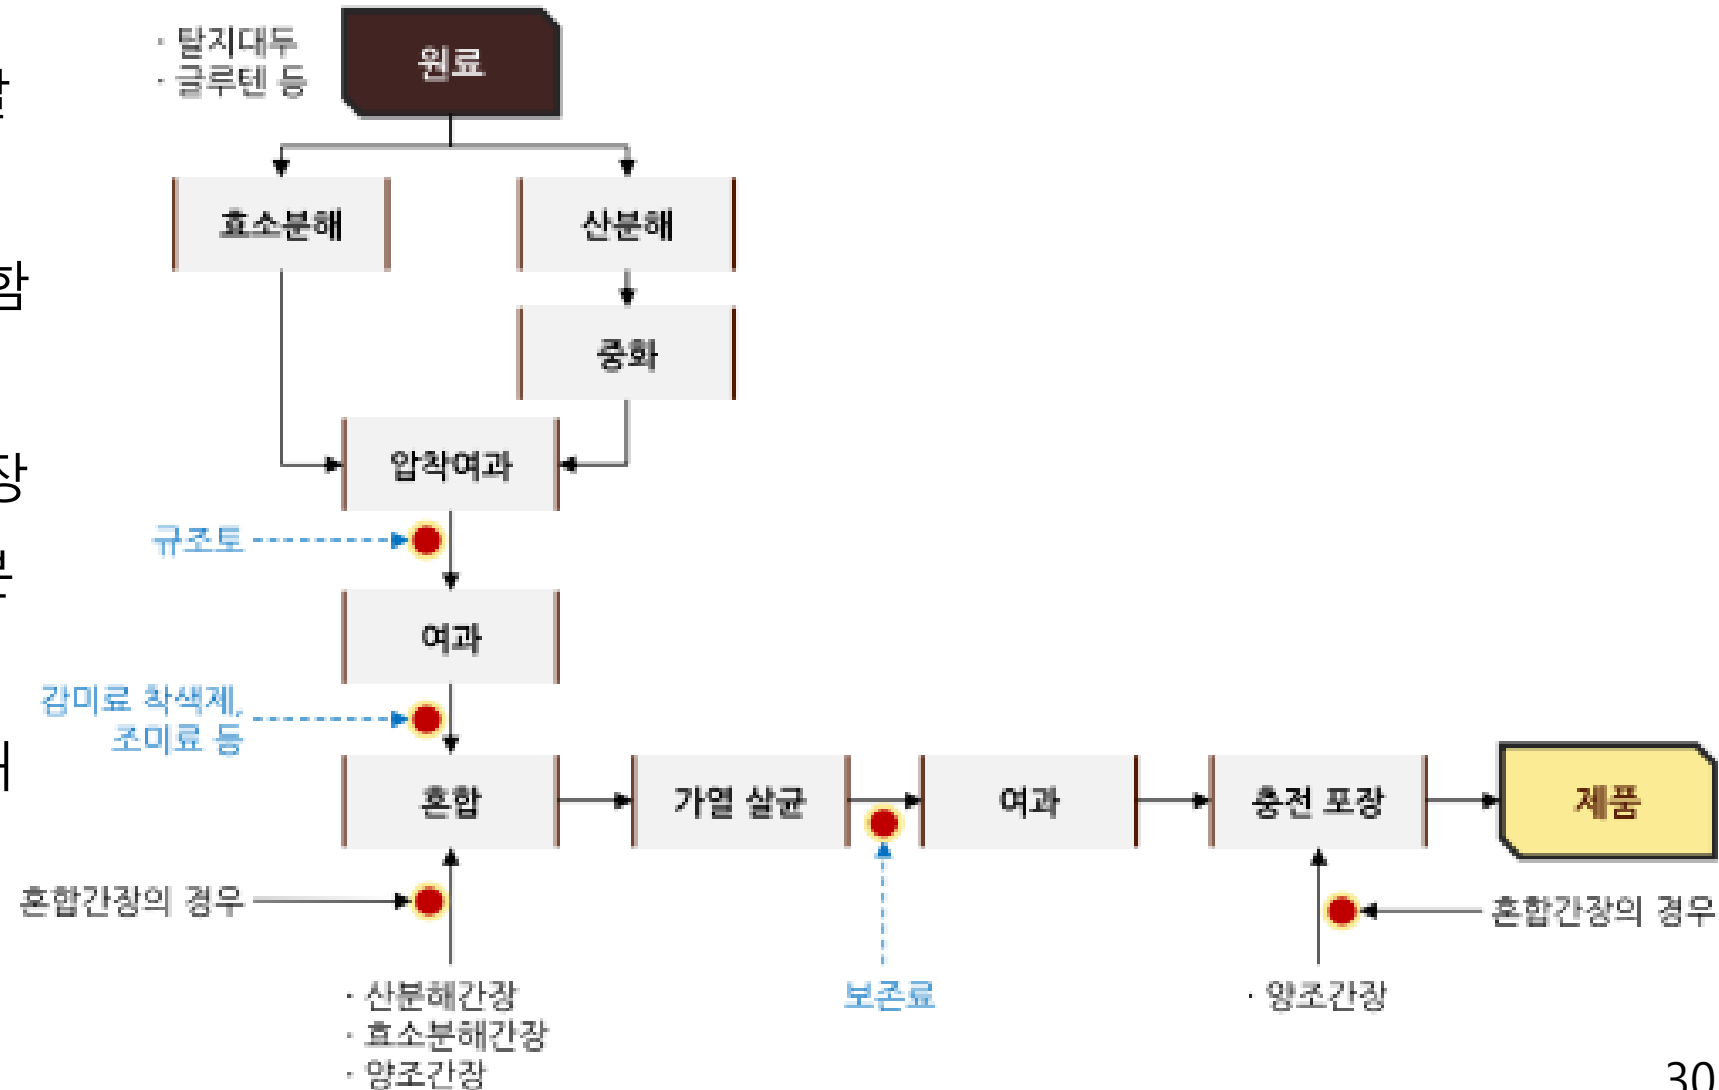 · 탈지대두
· 글루텐 등
원료
효소분해
산분해
중화
압착여과
규조토
여과
감미료 착색제,
조미료 등
혼합
가열 살균
여과
충전 포장
제품
혼합간장의 경우
혼합간장의 경우
· 산분해간장
· 효소분해간장
· 양조간장
보존료
· 양조간장
함
장
30